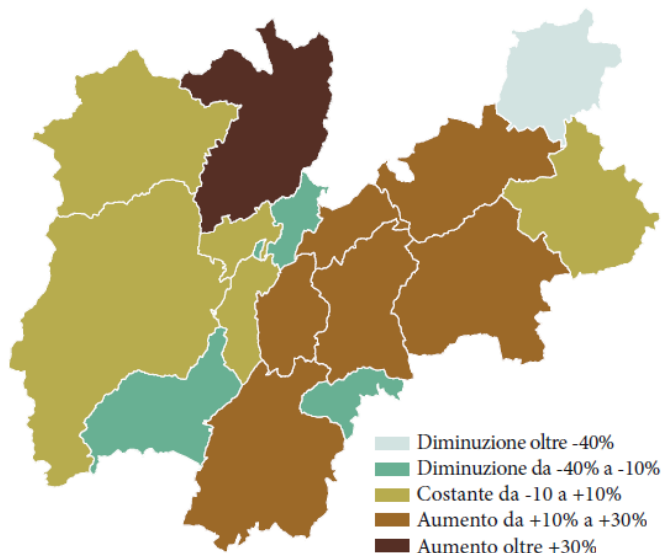 Diminuzione oltre -40%
Diminuzione da -40% a -10%
Costante da -10 a +10%
Aumento da +10% a +30%
Aumento oltre +30%